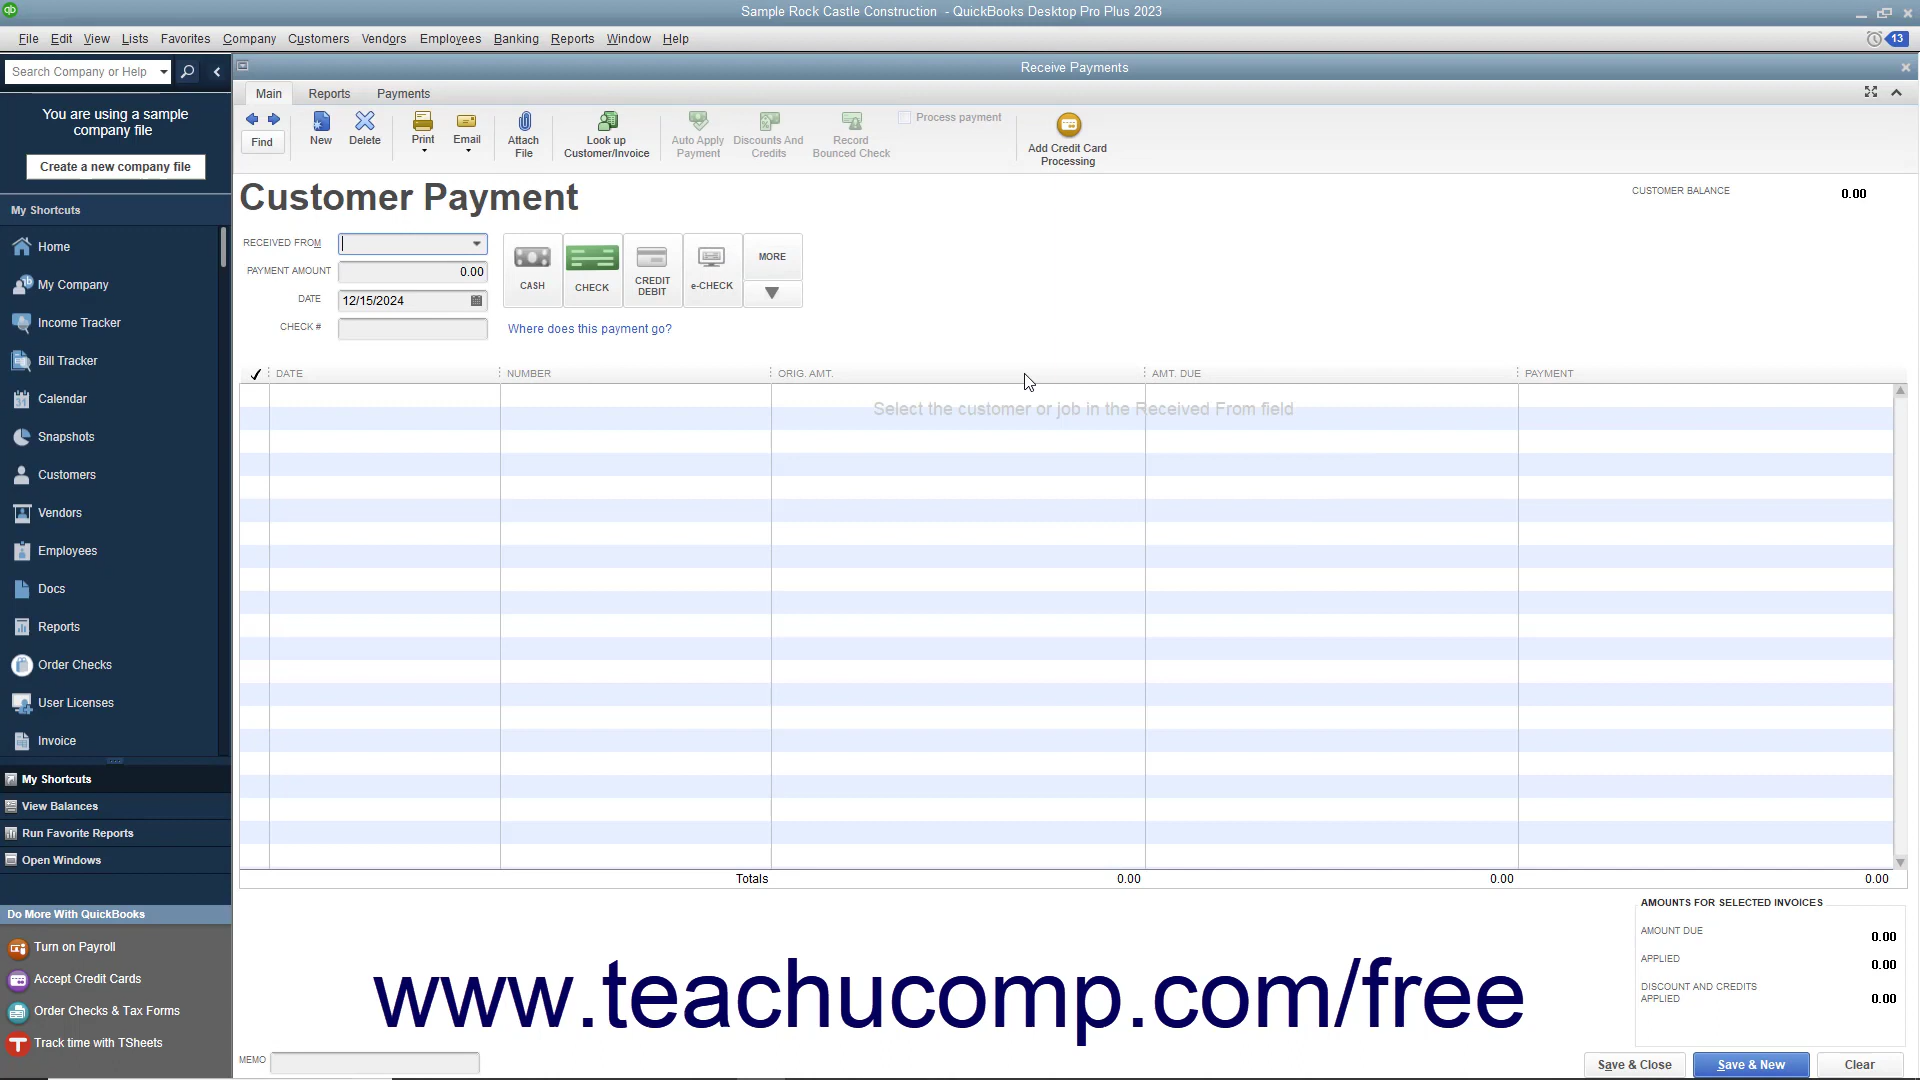 Sample Rock Castle Construction - QuickBooks Desktop Pro Plus 2023
File Edit View Lists Favorites Company Customers Vendors Employees Banking Reports Window Help
13
Search Company or Help
Receive Payments
Main Reports Payments
You are using a sample
company file
Create a new company file
Find
New
Delete
Print
Email
Attach
File
Look up
Customer/Invoice
Auto Apply
Payment
Discounts And
Credits
Record
Bounced Check
Process payment
Add Credit Card
Processing
My Shortcuts
Home
My Company
Income Tracker
Bill Tracker
Calendar
Snapshots
Customers
Vendors
Employees
Docs
Reports
Order Checks
User Licenses
Invoice
My Shortcuts
View Balances
Run Favorite Reports
Open Windows
Do More With QuickBooks
Turn on Payroll
Accept Credit Cards
Order Checks & Tax Forms
Track time with TSheets
Customer Payment
CUSTOMER BALANCE 0.00
RECEIVED FROM
PAYMENT AMOUNT 0.00
DATE 12/15/2024
CHECK #
CASH
CHECK
CREDIT
DEBIT
e-CHECK
MORE
Where does this payment go?
DATE NUMBER ORIG. AMT. AMT. DUE PAYMENT
Select the customer or job in the Received From field
Totals 0.00 0.00 0.00
AMOUNTS FOR SELECTED INVOICES
AMOUNT DUE 0.00
APPLIED 0.00
DISCOUNT AND CREDITS
APPLIED 0.00
www.teachucomp.com/free
MEMO
Save & Close Save & New Clear